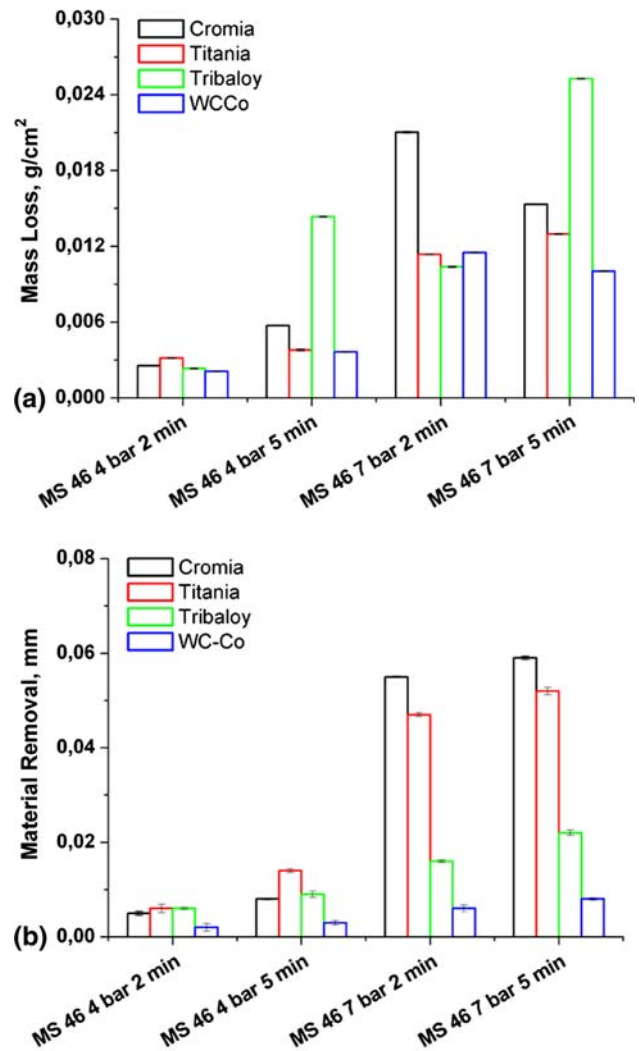 0,030
0,024
0,018
0,012
0,006
0,000
Mass Loss, g/cm²
Cromia
Titania
Tribaloy
WCCo
(a)
MS 46 4 bar 2 min
MS 46 4 bar 5 min
MS 46 7 bar 2 min
MS 46 7 bar 5 min
0,08
0,06
0,04
0,02
0,00
Material Removal, mm
Cromia
Titania
Tribaloy
WC-Co
(b)
MS 46 4 bar 2 min
MS 46 4 bar 5 min
MS 46 7 bar 2 min
MS 46 7 bar 5 min